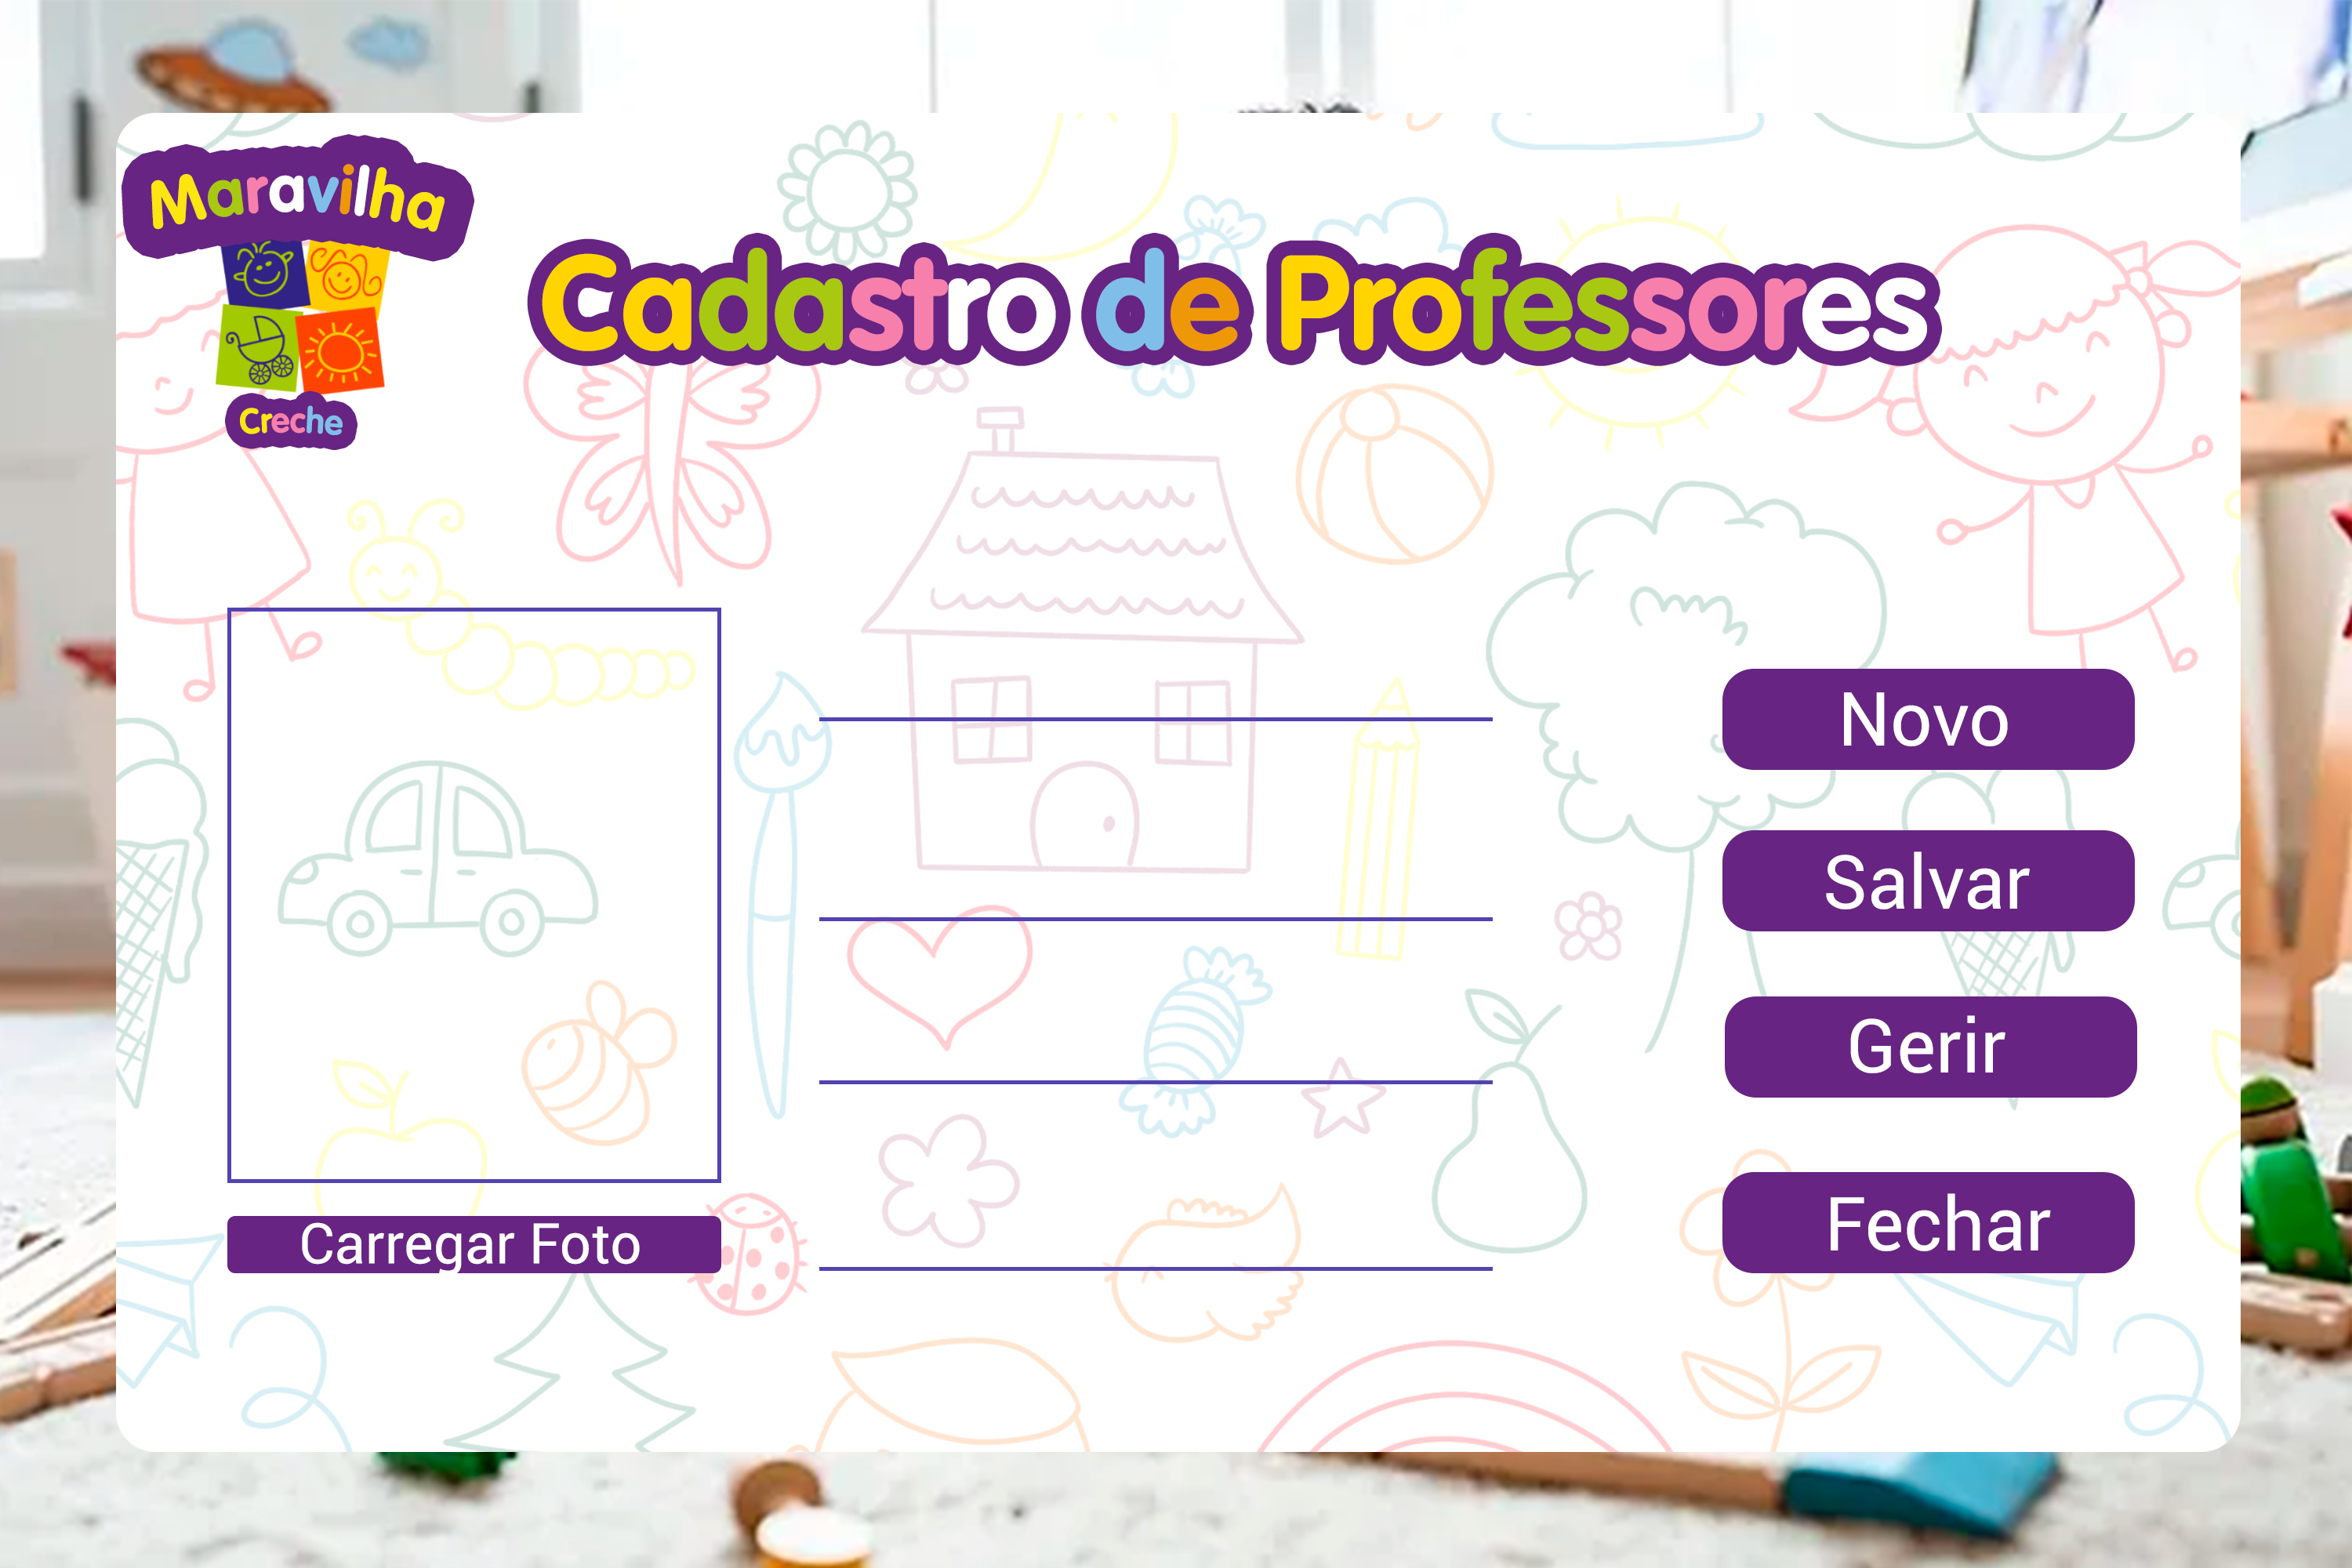 Maravilha
Creche
Cadastro de Professores
Novo
Salvar
Gerir
Fechar
Carregar Foto